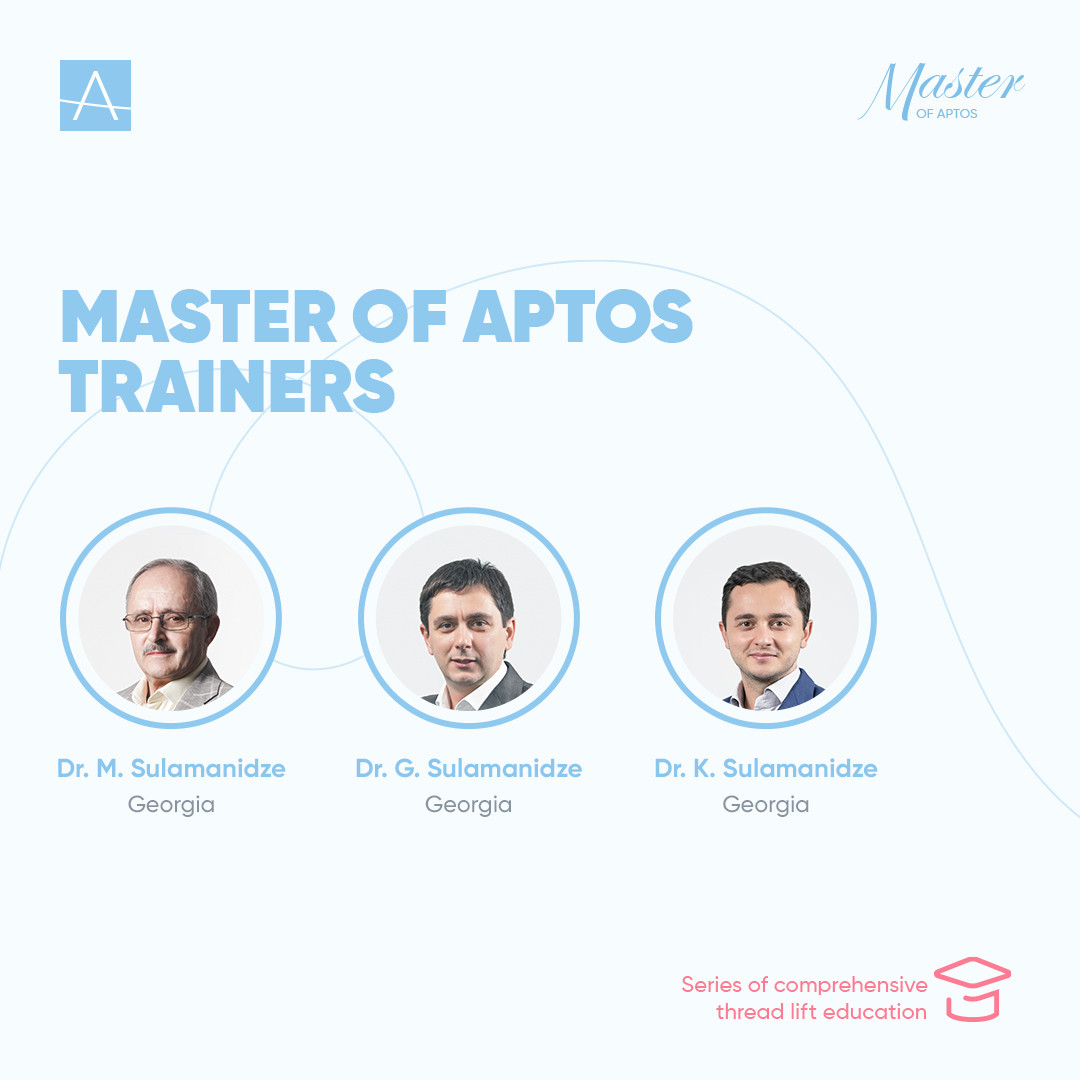 A
Master
OF APTOS
MASTER OF APTOS
TRAINERS
Dr. M. Sulamanidze
Georgia
Dr. G. Sulamanidze
Georgia
Dr. K. Sulamanidze
Georgia
Series of comprehensive
thread lift education